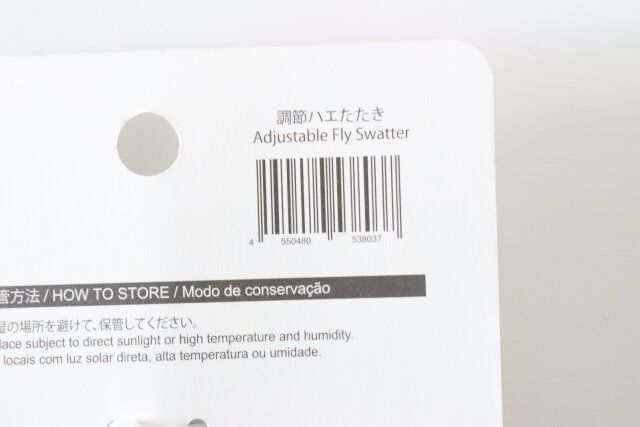 調節ハエたたき
Adjustable Fly Swatter
4 550480 538037
管方法 / HOW TO STORE / Modo de conservação
湿の場所を避けて、保管してください。
lace subject to direct sunlight or high temperature and humidity.
locais com luz solar direta, alta temperatura ou umidade.